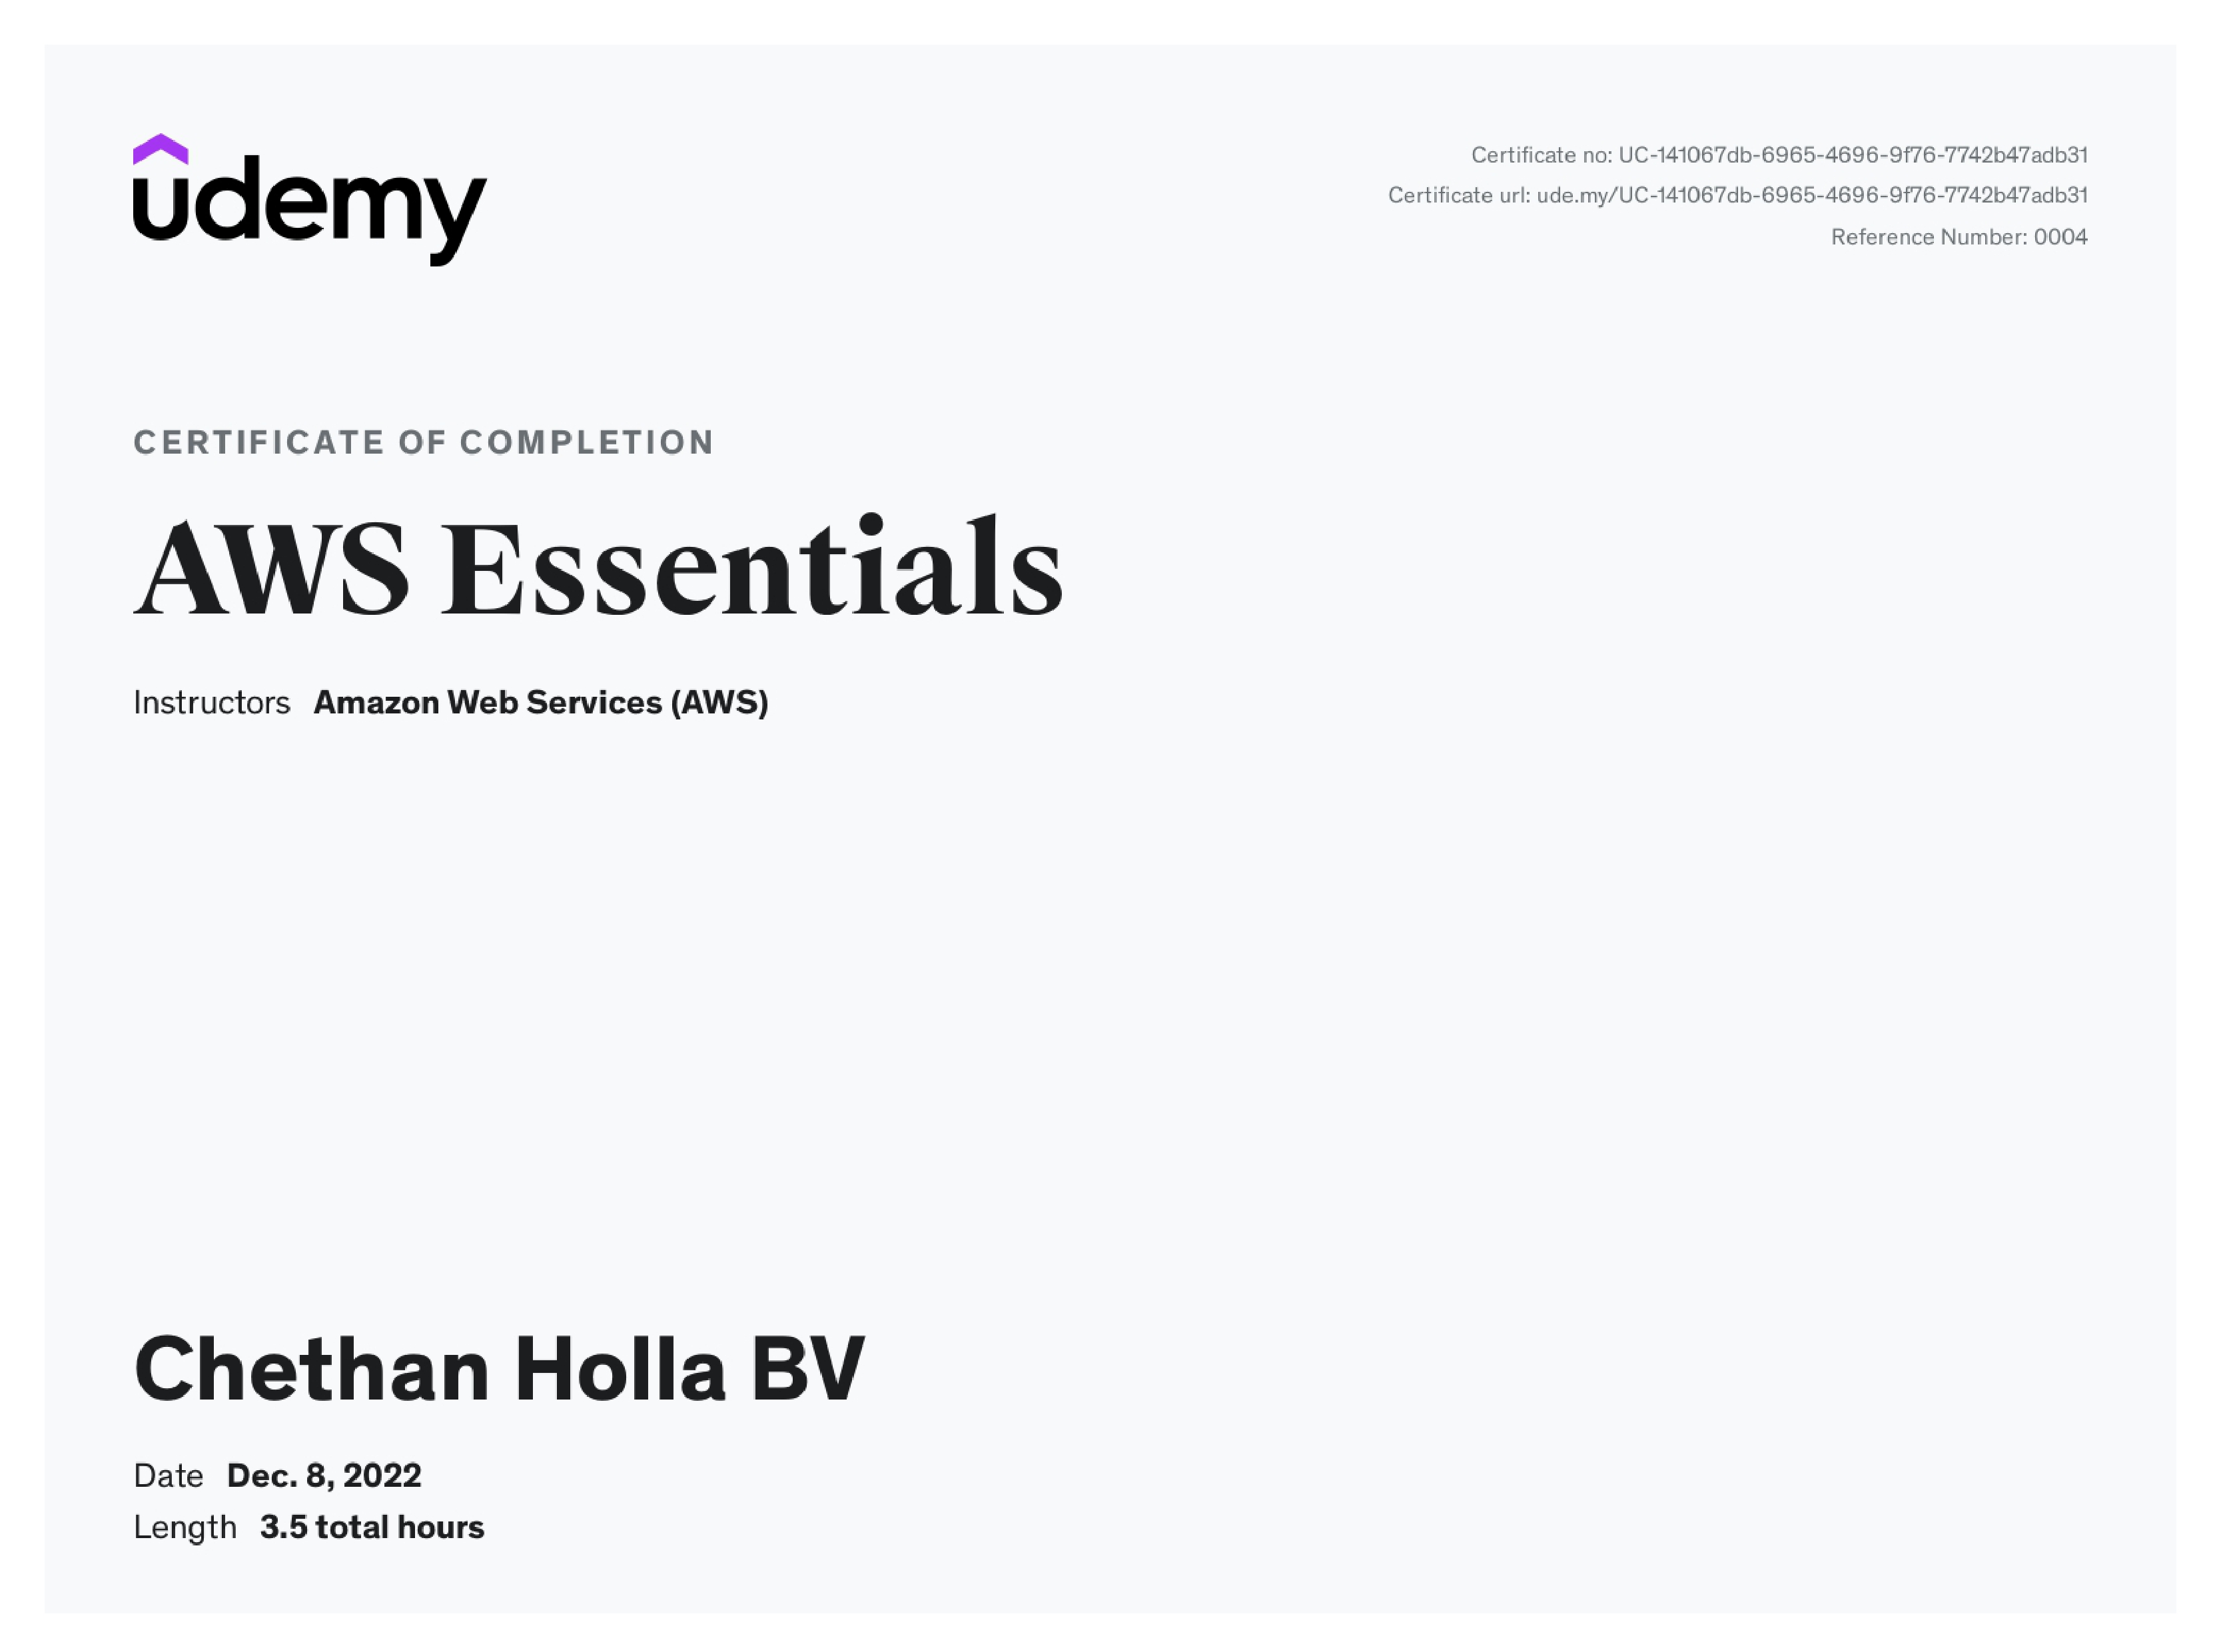 udemy
Certificate no: UC-141067db-6965-4696-9f76-7742b47adb31
Certificate url: ude.my/UC-141067db-6965-4696-9f76-7742b47adb31
Reference Number: 0004
CERTIFICATE OF COMPLETION
AWS Essentials
Instructors Amazon Web Services (AWS)
Chethan Holla BV
Date Dec. 8, 2022
Length 3.5 total hours